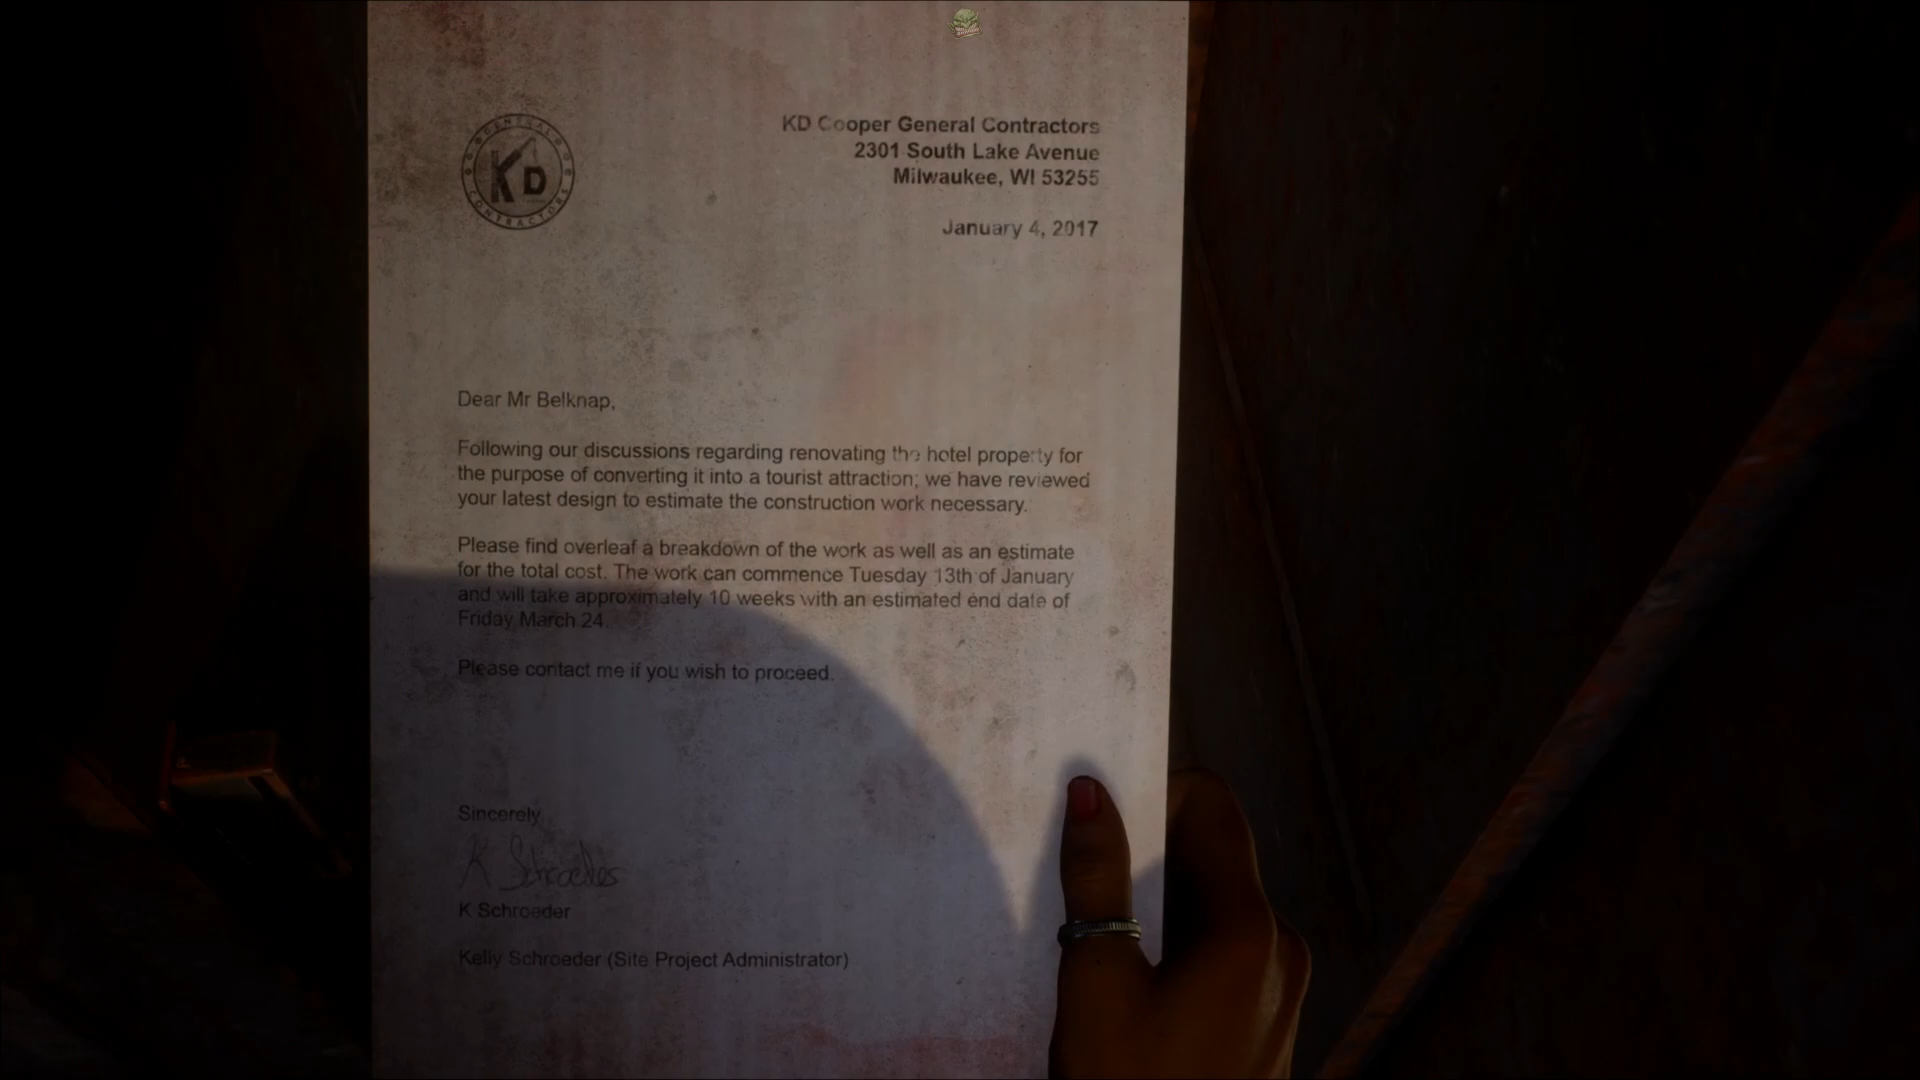 GENERAL
KD
CONTRACTORS
KD Cooper General Contractors
2301 South Lake Avenue
Milwaukee, WI 53255
January 4, 2017
Dear Mr Belknap,
Following our discussions regarding renovating the hotel property for
the purpose of converting it into a tourist attraction; we have reviewed
your latest design to estimate the construction work necessary.
Please find overleaf a breakdown of the work as well as an estimate
for the total cost. The work can commence Tuesday 13th of January
and will take approximately 10 weeks with an estimated end date of
Friday March 24.
Please contact me if you wish to proceed.
Sincerely
K Schroeder
K Schroeder
Kelly Schroeder (Site Project Administrator)